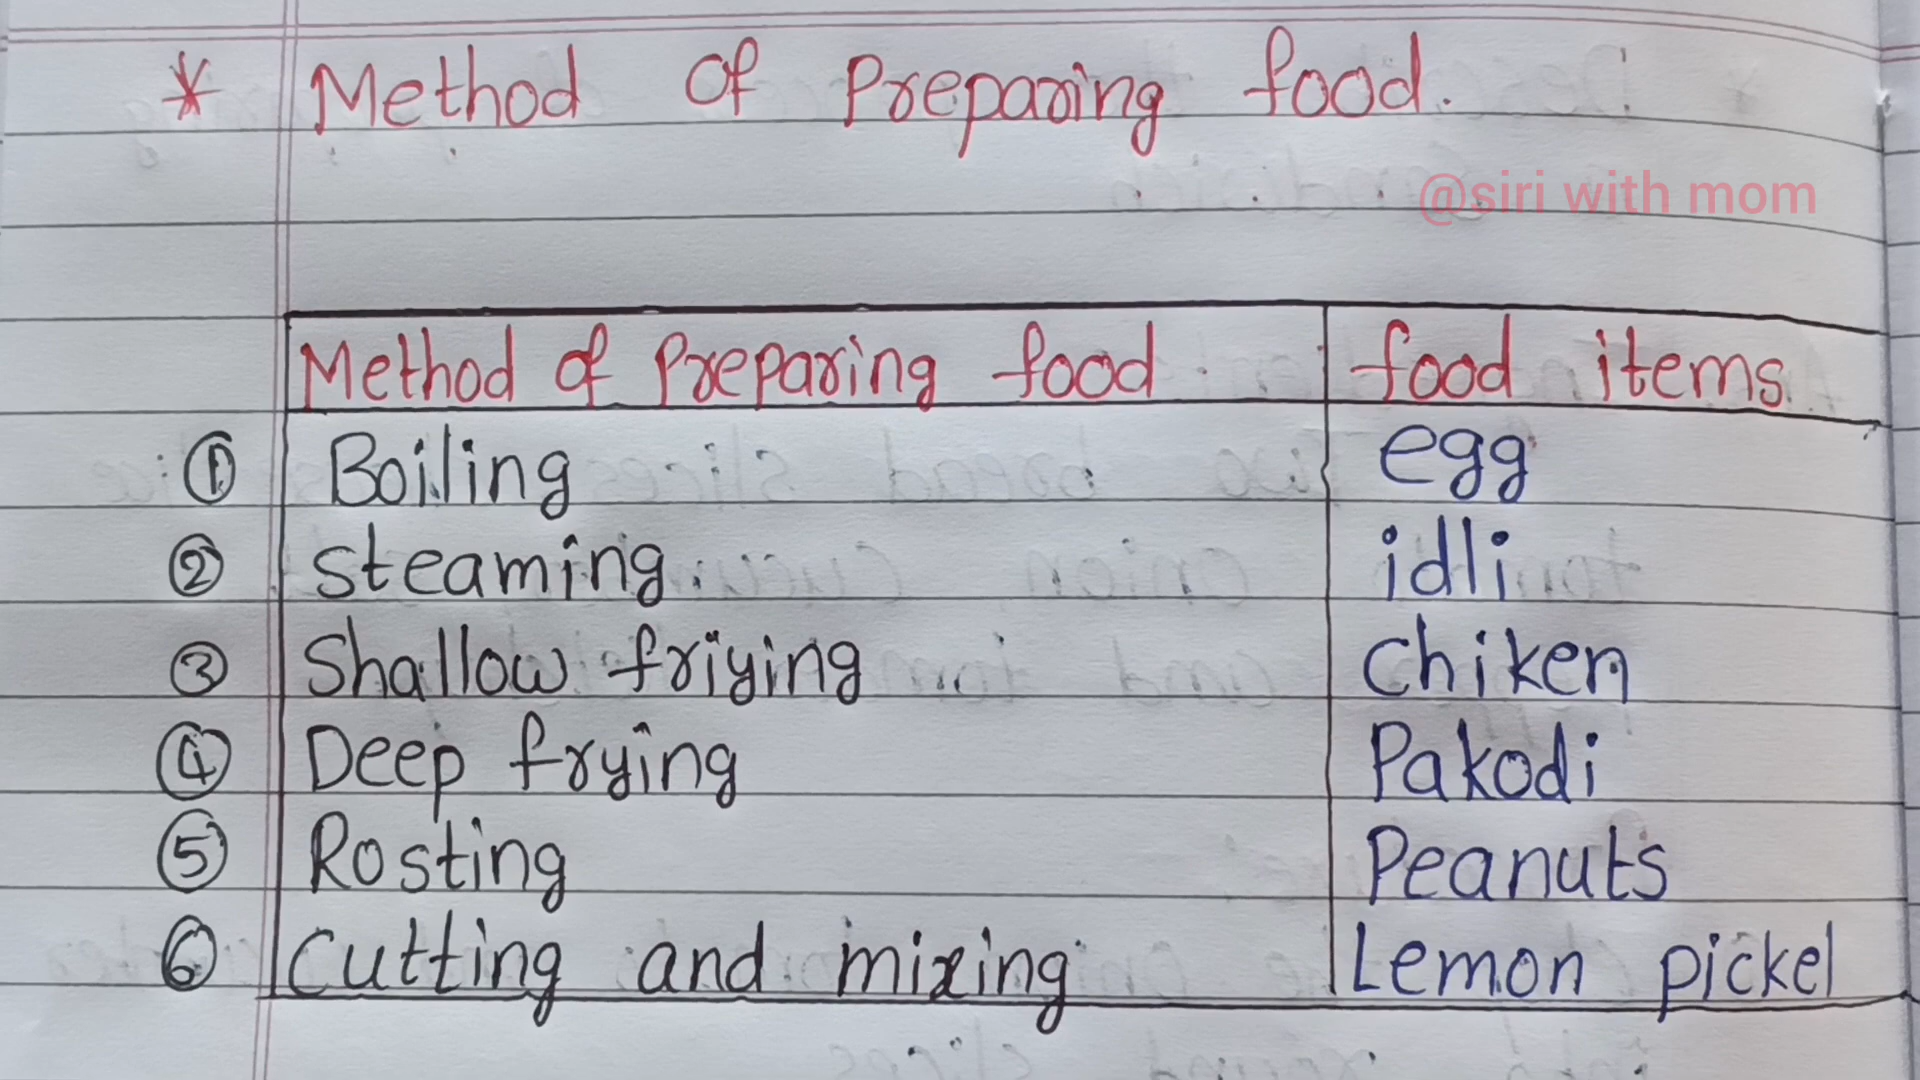 * Method Of Preparing food.
@siri with mom
Method of Preparing food food items
① Boiling egg
② steaming idli
③ Shallow friying chiken
④ Deep frying Pakodi
⑤ Rosting Peanuts
⑥ Cutting and mixing Lemon pickel